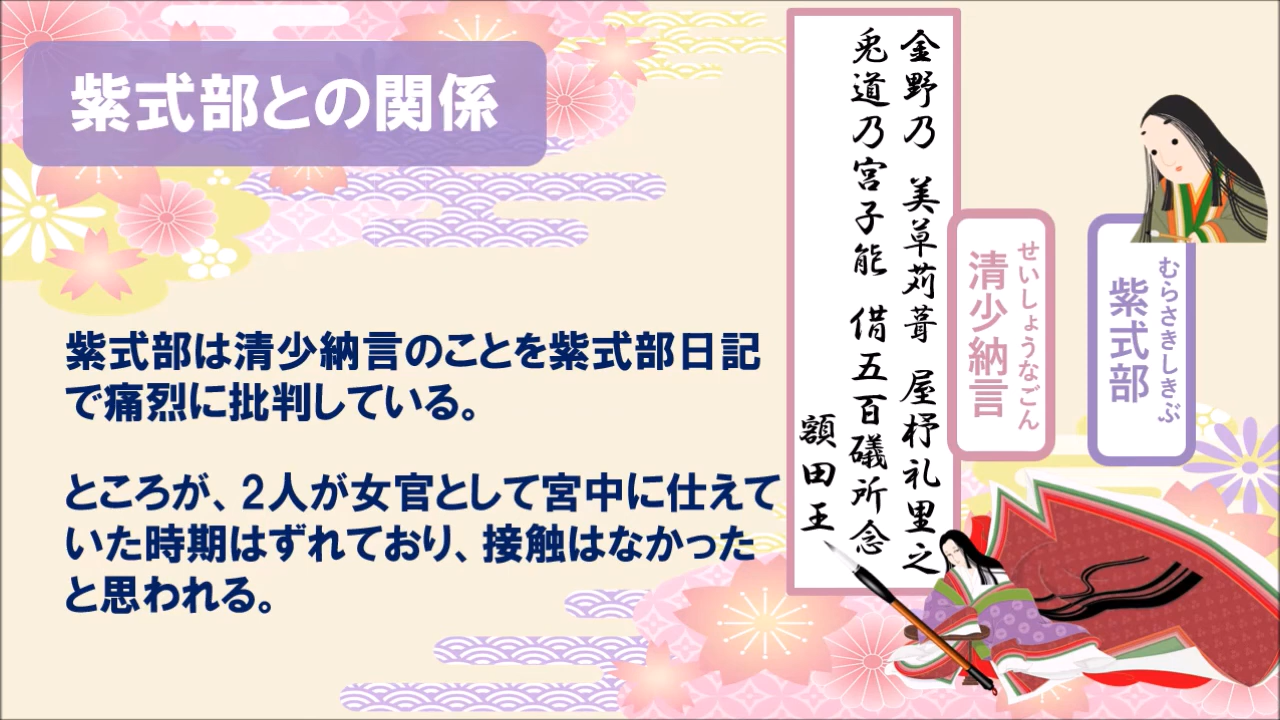 紫式部との関係
紫式部は清少納言のことを紫式部日記
で痛烈に批判している。
ところが、2人が女官として宮中に仕えて
いた時期はずれており、接触はなかった
と思われる。
金野乃 美草苅葺 屋杼礼里之
兎道乃宮子能 借五百礒所念
額田王
せいしょうなごん
清少納言
むらさきしきぶ
紫式部